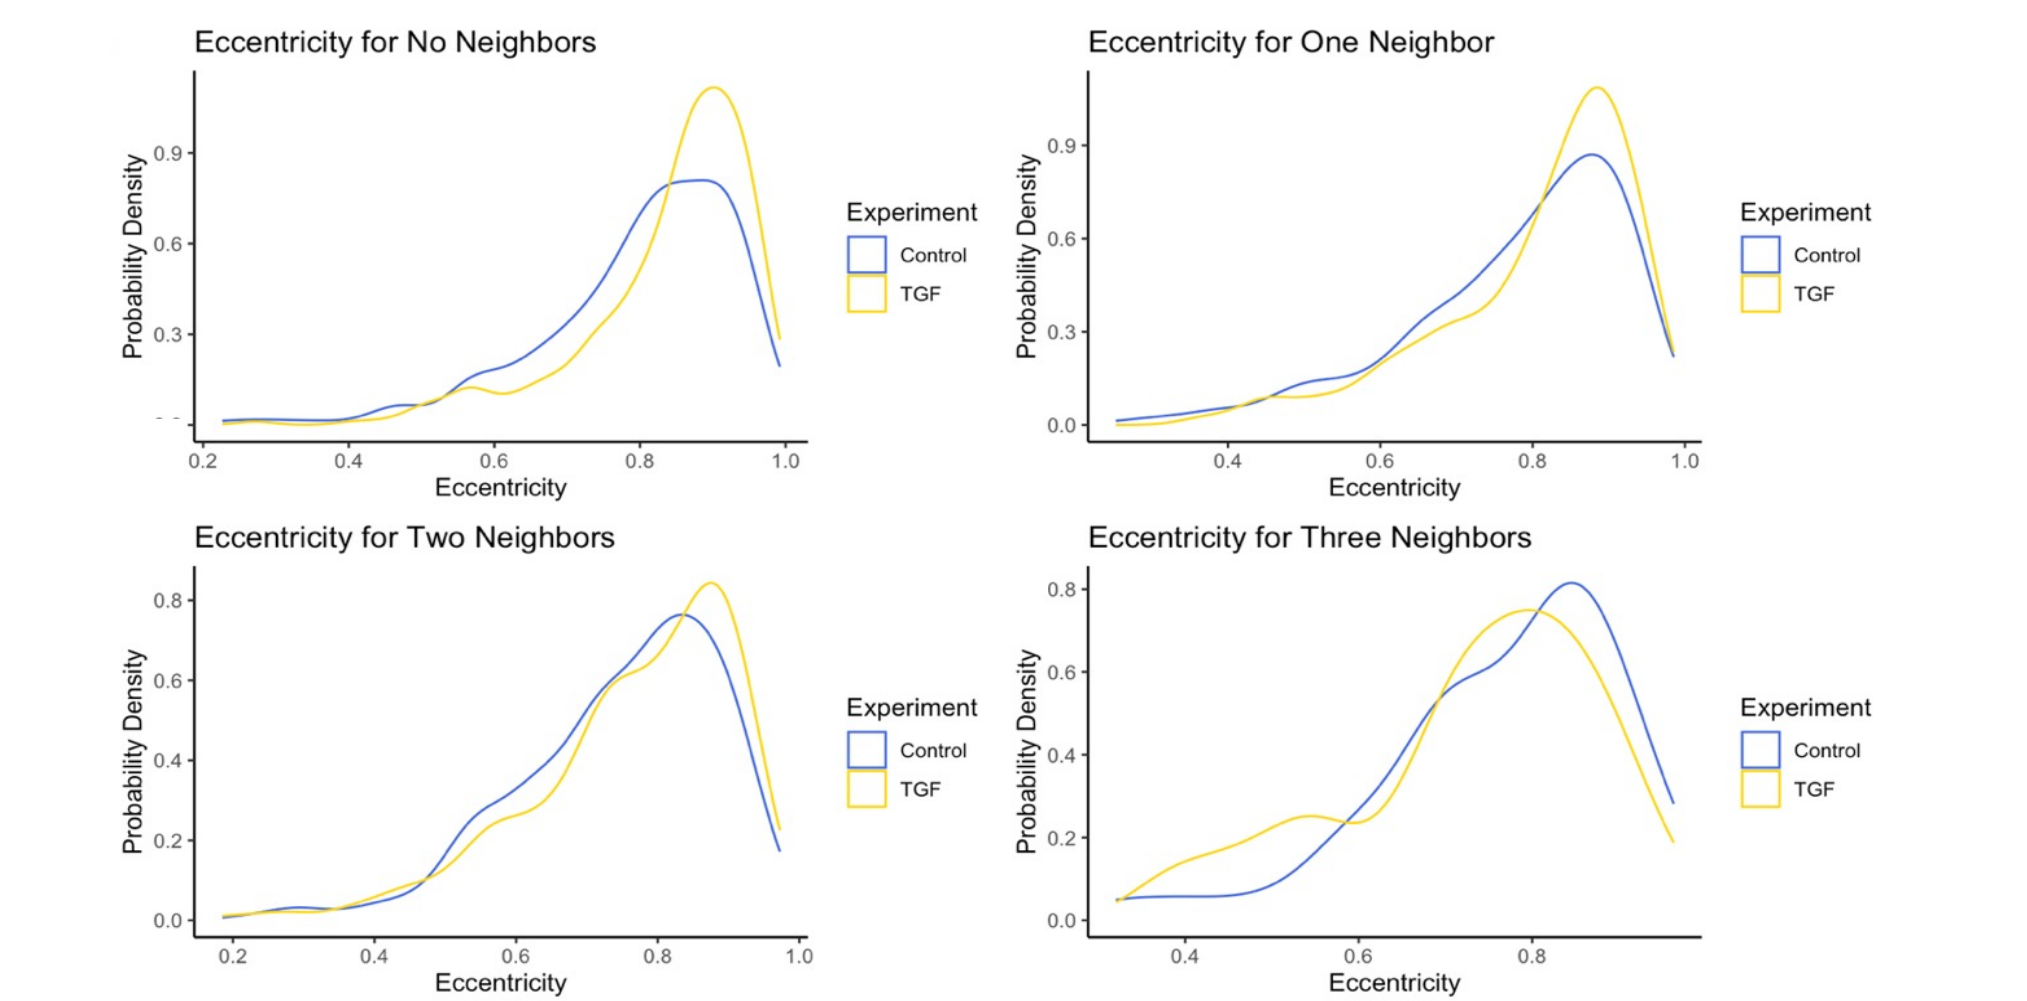 Eccentricity for No Neighbors
Probability Density
0.9
0.6
0.3
0.2 0.4 0.6 0.8 1.0
Eccentricity
Experiment
Control
TGF
Eccentricity for One Neighbor
Probability Density
0.9
0.6
0.3
0.0
0.4 0.6 0.8 1.0
Eccentricity
Experiment
Control
TGF
Eccentricity for Two Neighbors
Probability Density
0.8
0.6
0.4
0.2
0.0
0.2 0.4 0.6 0.8 1.0
Eccentricity
Experiment
Control
TGF
Eccentricity for Three Neighbors
Probability Density
0.8
0.6
0.4
0.2
0.0
0.4 0.6 0.8
Eccentricity
Experiment
Control
TGF